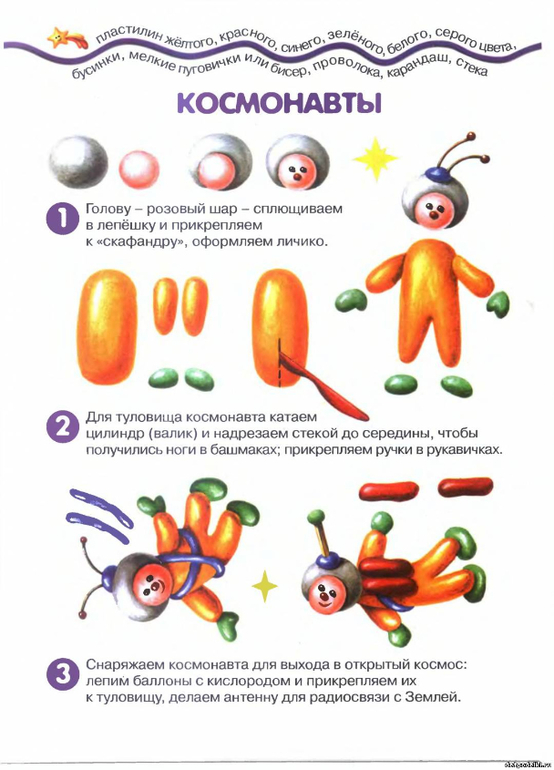 пластилин жёлтого, красного, синего, зелёного, белого, серого цвета,
бусинки, мелкие пуговички или бисер, проволока, карандаш, стека
КОСМОНАВТЫ
1 Голову – розовый шар – сплющиваем
в лепёшку и прикрепляем
к «скафандру», оформляем личико.
2 Для туловища космонавта катаем
цилиндр (валик) и надрезаем стекой до середины, чтобы
получились ноги в башмаках; прикрепляем ручки в рукавичках.
3 Снаряжаем космонавта для выхода в открытый космос:
лепим баллоны с кислородом и прикрепляем их
к туловищу, делаем антенну для радиосвязи с Землей.